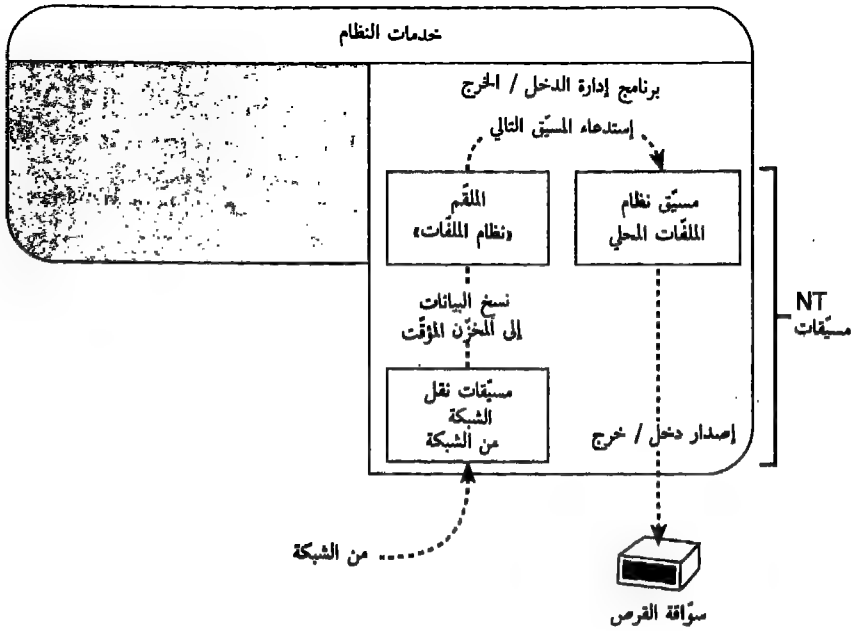 خدمات النظام
برنامج إدارة الدخل / الخرج
إستدعاء المسيّق التالي
الملقّم
«نظام الملفّات»
مسيّق نظام
الملفّات المحلي
نسخ البيانات
إلى المخزّن المؤقّت
NT
مسيّقات
مسيّقات نقل
الشبكة
عن الشبكة
إصدار دخل / خرج
من الشبكة
سوّاقة القرص